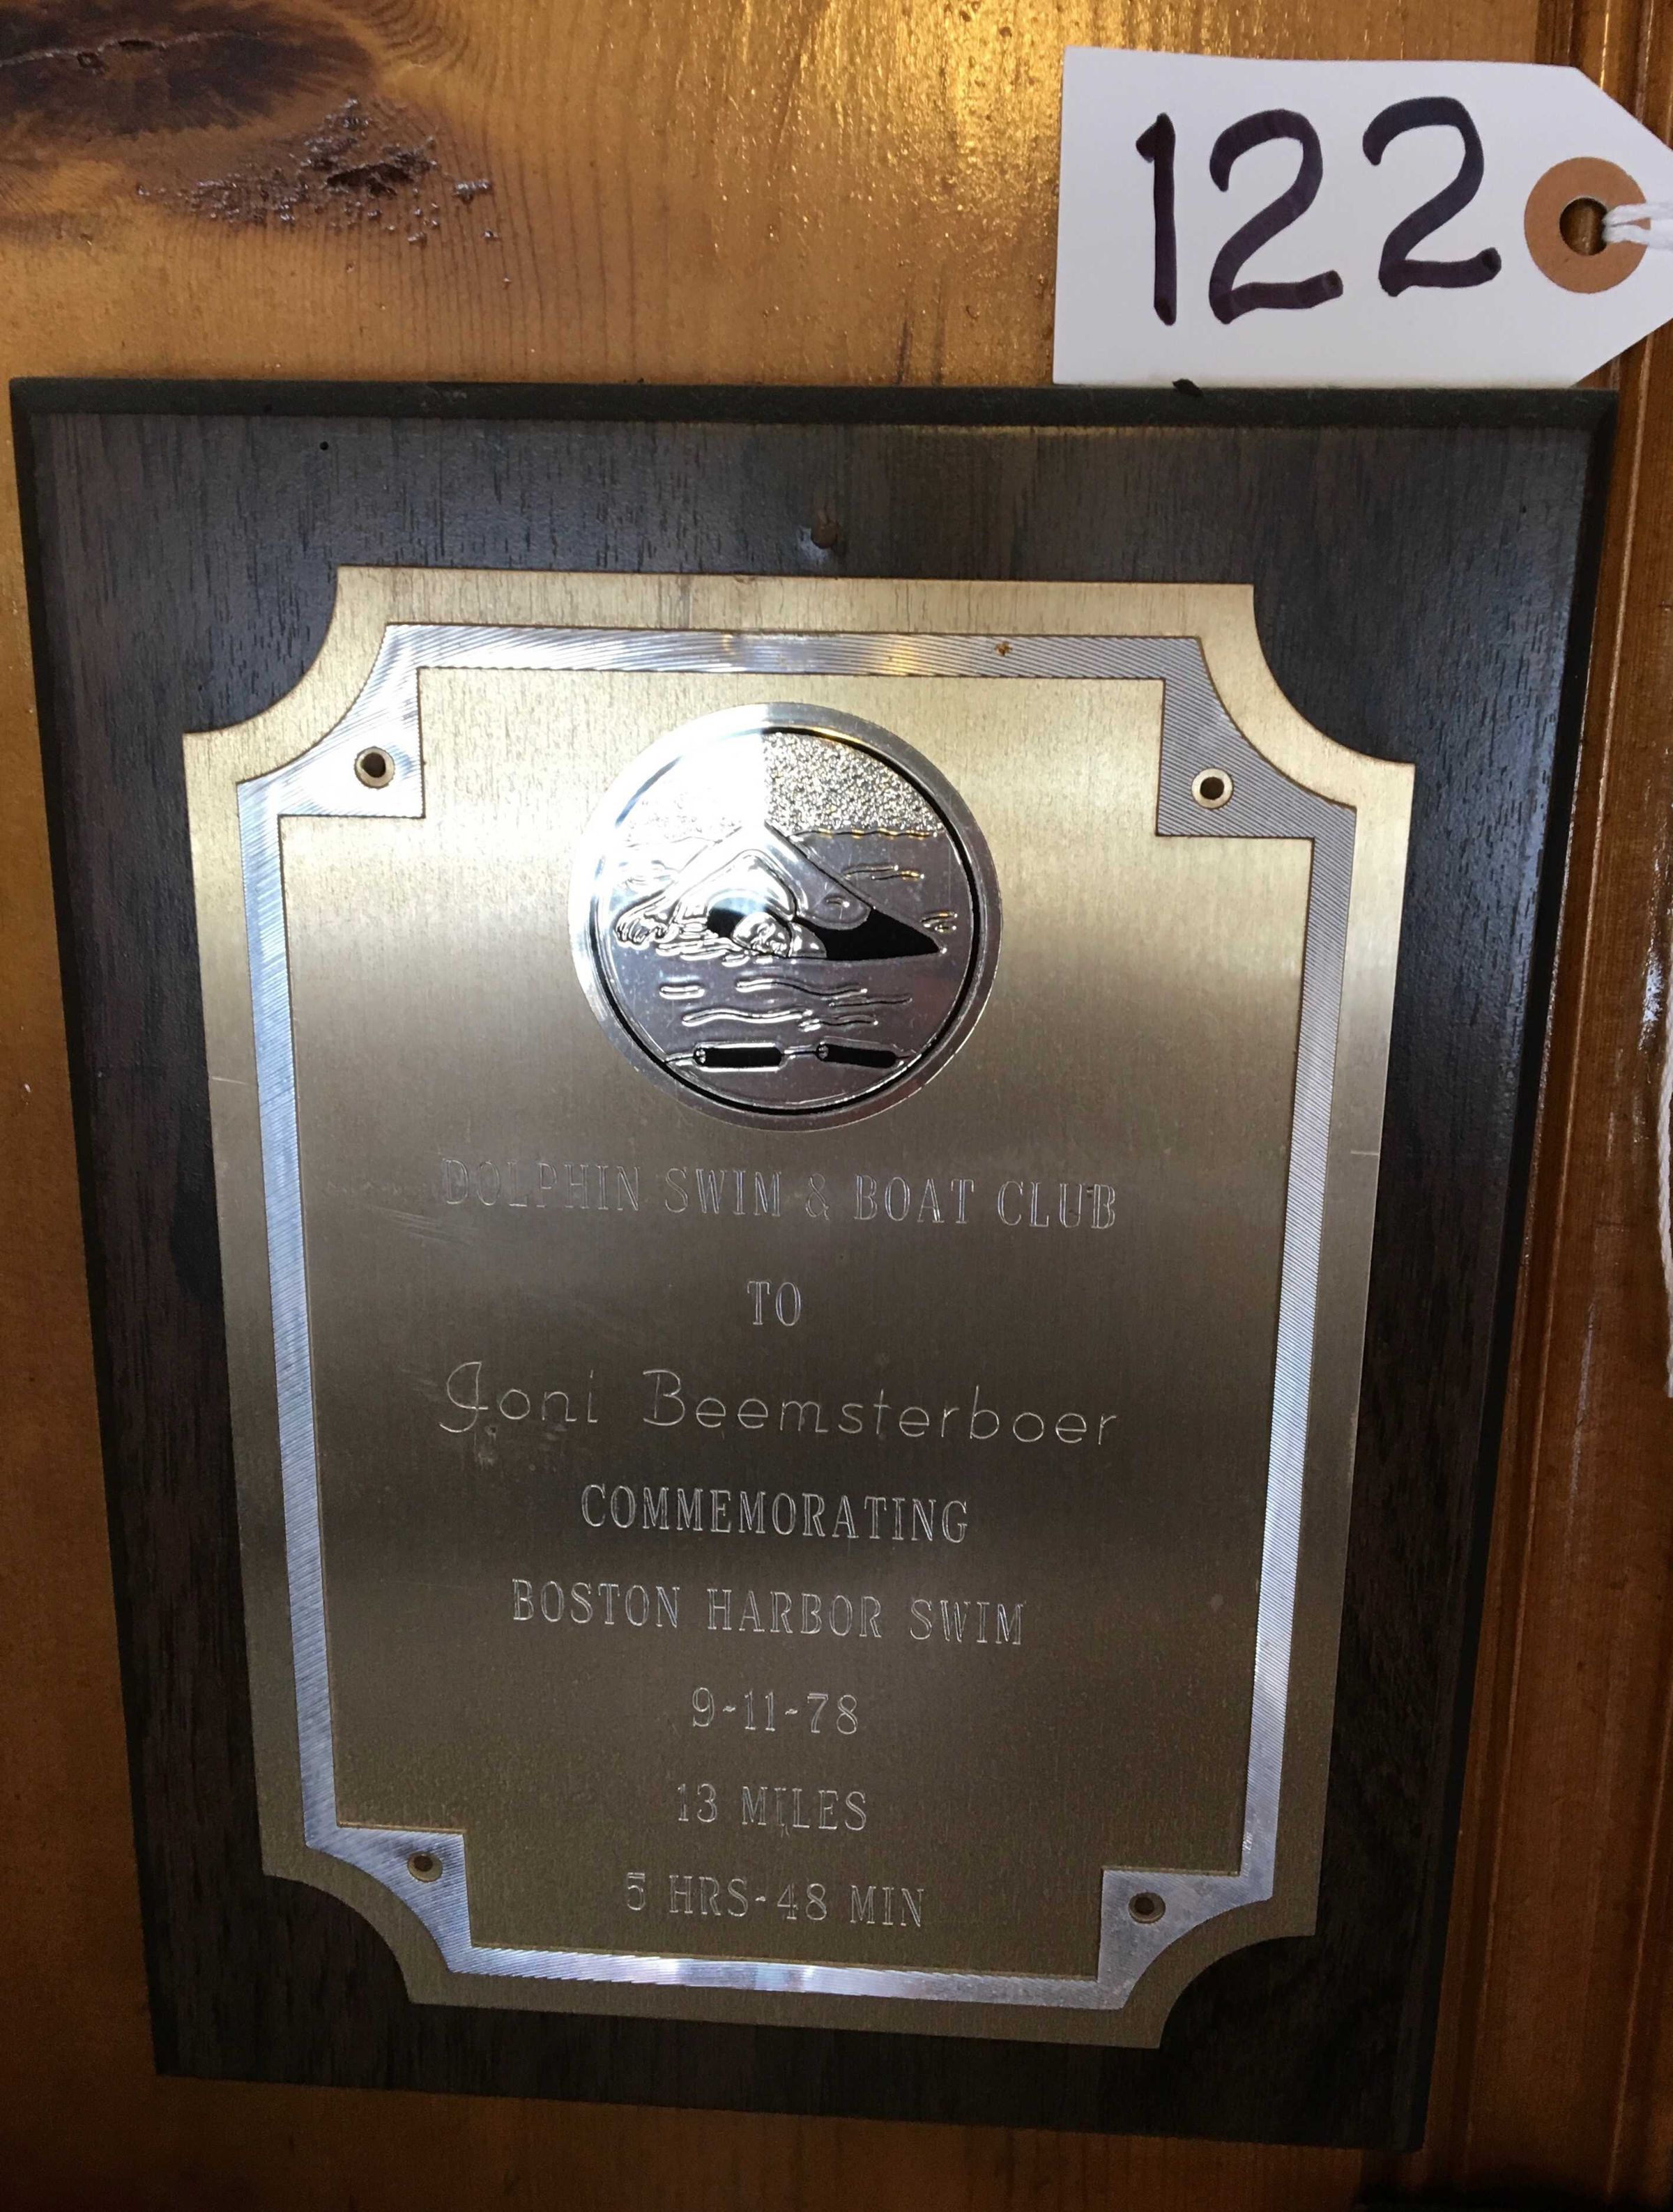 122
DOLPHIN SWIM & BOAT CLUB
TO
Joni Beemsterboer
COMMEMORATING
BOSTON HARBOR SWIM
9-11-78
13 MILES
5 HRS-48 MIN